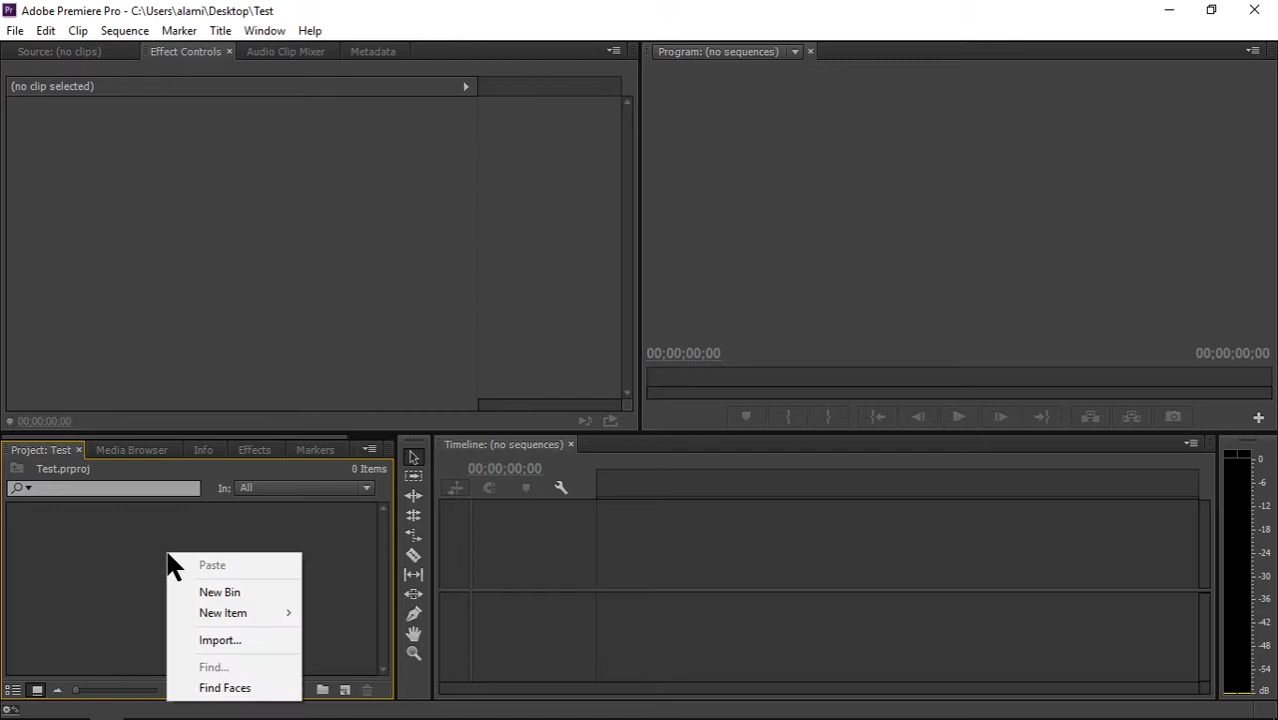 Pr Adobe Premiere Pro - C:\Users\alami\Desktop\Test
File Edit Clip Sequence Marker Title Window Help
Source: (no clips) Effect Controls × Audio Clip Mixer Metadata
Program: (no sequences) ×
(no clip selected)
00;00;00;00 00;00;00;00
00;00;00;00
Project: Test × Media Browser Info Effects Markers
Timeline: (no sequences) ×
Test.prproj 0 Items
00;00;00;00
In: All
Paste
New Bin
New Item
Import...
Find...
Find Faces
0
-6
-12
-18
-24
-30
-36
-42
-48
-54
dB